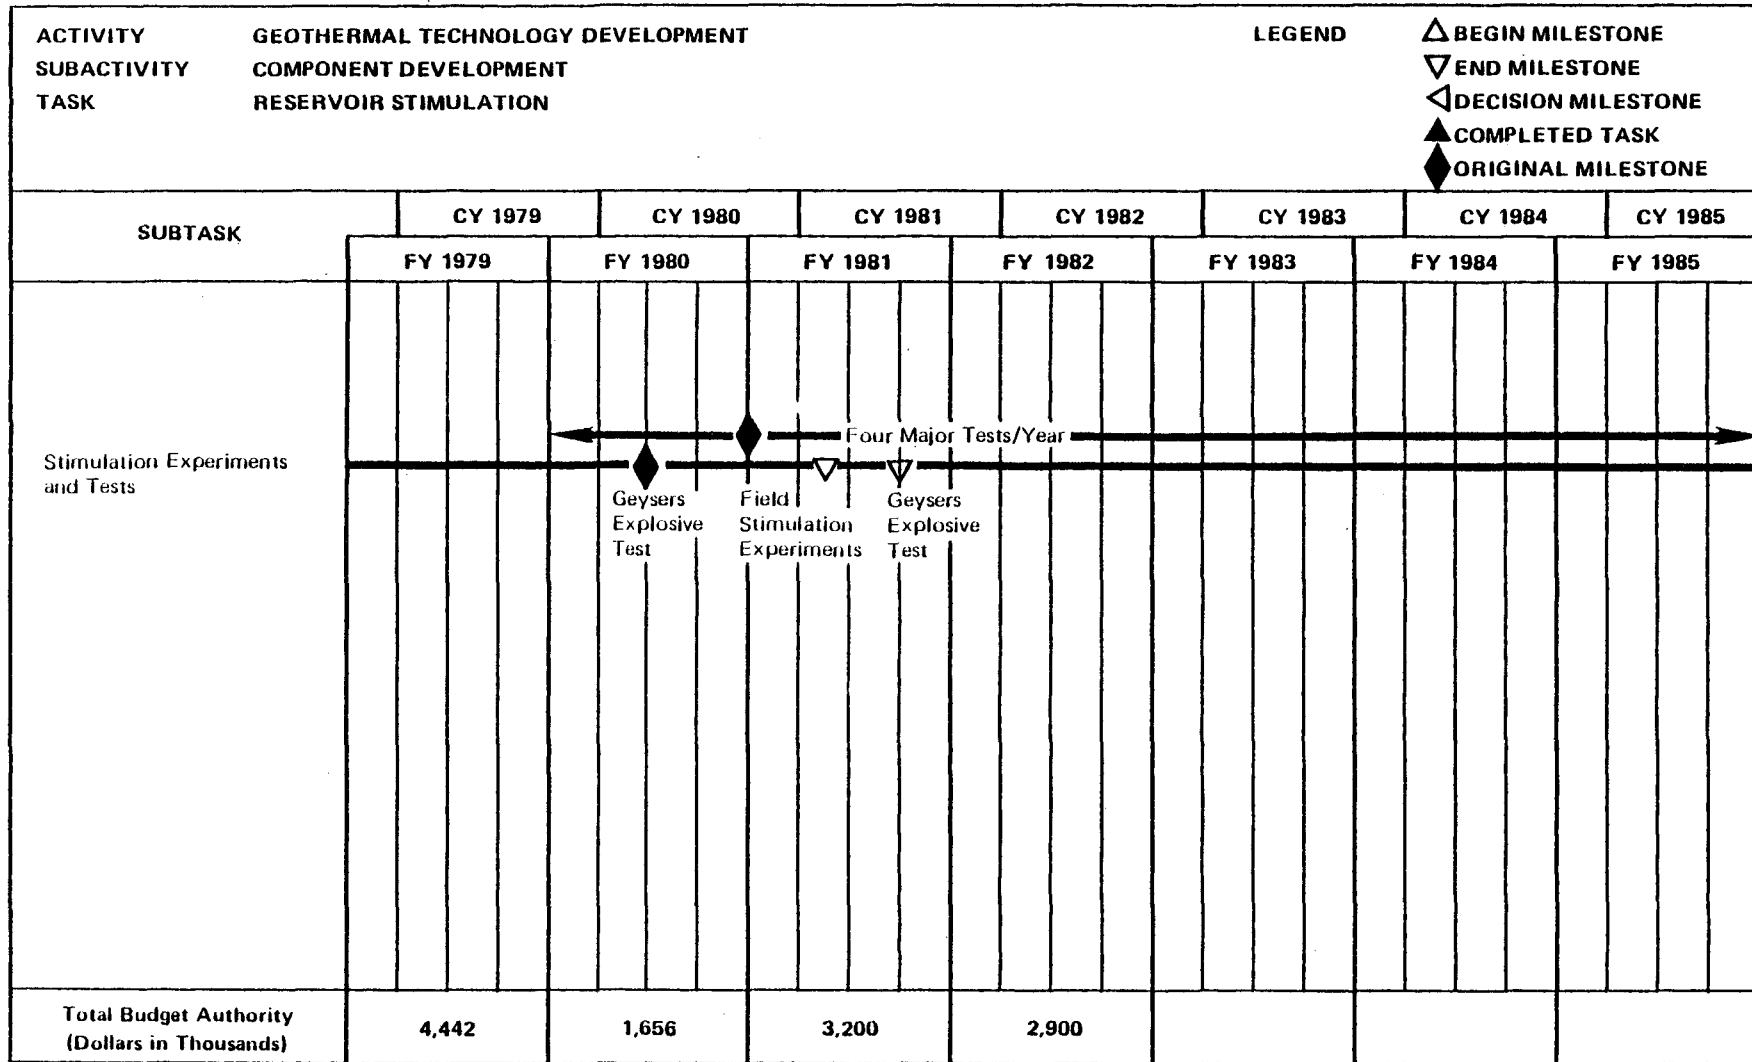 ACTIVITY GEOTHERMAL TECHNOLOGY DEVELOPMENT
SUBACTIVITY COMPONENT DEVELOPMENT
TASK RESERVOIR STIMULATION
LEGEND
BEGIN MILESTONE
END MILESTONE
DECISION MILESTONE
COMPLETED TASK
ORIGINAL MILESTONE
SUBTASK
CY 1979 CY 1980 CY 1981 CY 1982 CY 1983 CY 1984 CY 1985
FY 1979 FY 1980 FY 1981 FY 1982 FY 1983 FY 1984 FY 1985
Four Major Tests/Year
Stimulation Experiments
and Tests
Geysers
Explosive
Test
Field
Stimulation
Experiments
Geysers
Explosive
Test
Total Budget Authority
(Dollars in Thousands)
4,442 1,656 3,200 2,900